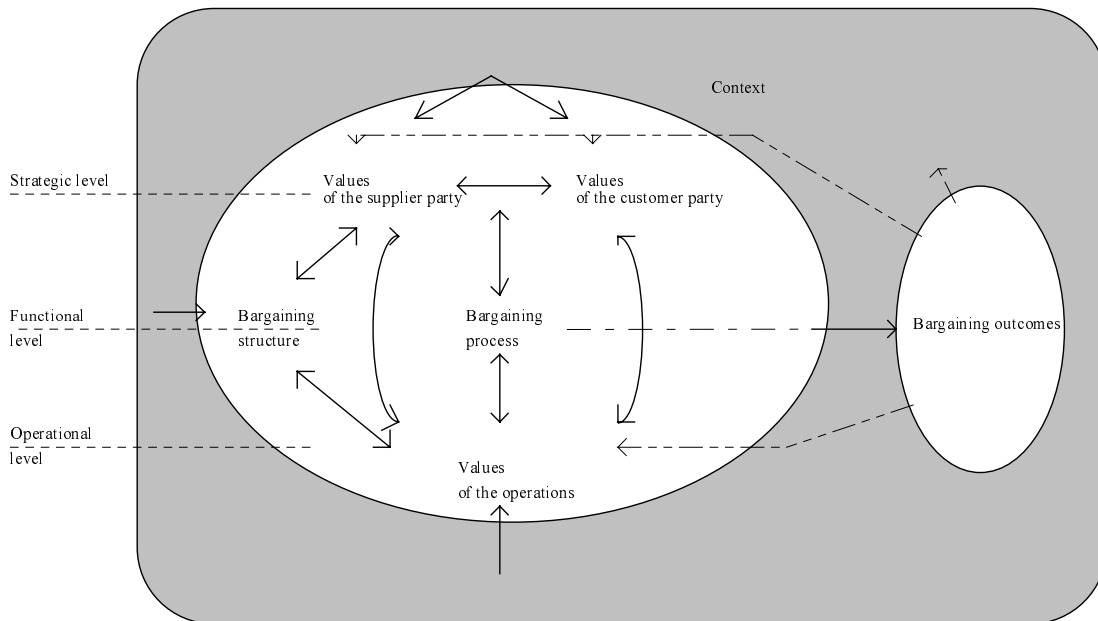 Context
Strategic level
Values
of the supplier party
Values
of the customer party
Functional
level
Bargaining
structure
Bargaining
process
Bargaining outcomes
Operational
level
Values
of the operations